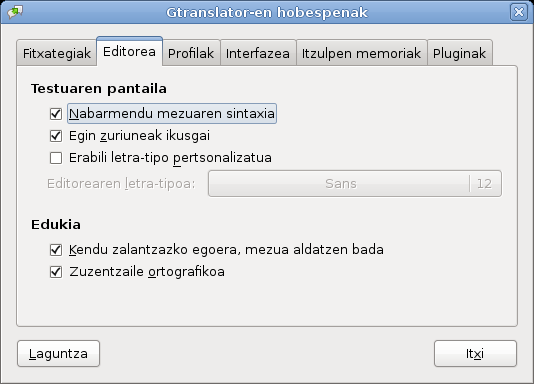 Gtranslator-en hobespenak
Fitxategiak Editorea Profilak Interfazea Itzulpen memoriak Pluginak
Testuaren pantaila
Nabarmendu mezuaren sintaxia
Egin zuriuneak ikusgai
Erabili letra-tipo pertsonalizatua
Editorearen letra-tipoa: Sans 12
Edukia
Kendu zalantzazko egoera, mezua aldatzen bada
Zuzentzaile ortografikoa
Laguntza Itxi